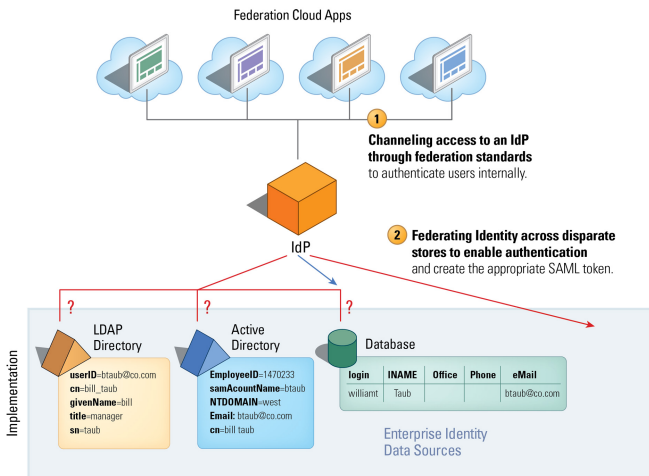 Federation Cloud Apps
1
Channeling access to an IdP
through federation standards
to authenticate users internally.
IdP
2 Federating Identity across disparate
stores to enable authentication
and create the appropriate SAML token.
? ? ?
Implementation
LDAP
Directory
userID=btaub@co.com
cn=bill_taub
givenName=bill
title=manager
sn=taub
Active
Directory
EmployeeID=1470233
samAcountName=btaub
NTDOMAIN=west
Email: btaub@co.com
cn=bill taub
Database
login INAME Office Phone eMail
williamt Taub btaub@co.com
Enterprise Identity
Data Sources